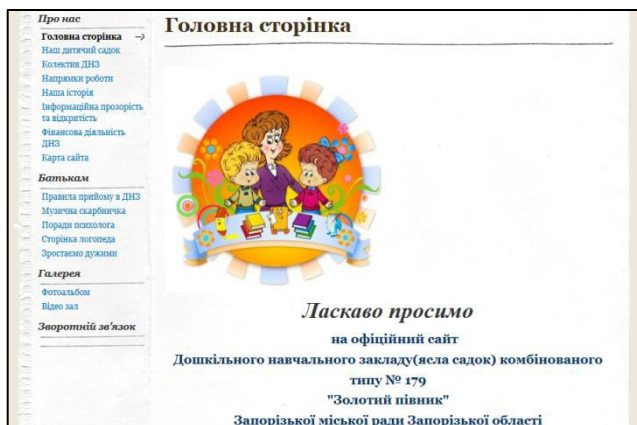 Про нас
Головна сторінка
Наш дитячий садок
Колектив ДНЗ
Напрямки роботи
Наша історія
Інформаційна прозорість
та відкритість
Фінансова діяльність
ДНЗ
Карта сайта
Батькам
Правила прийому в ДНЗ
Музична скарбничка
Поради психолога
Сторінка логопеда
Зростаємо дужими
Галерея
Фотоальбом
Відео зал
Зворотній зв'язок
Головна сторінка
Ласкаво просимо
на офіційний сайт
Дошкільного навчального закладу(ясла садок) комбінованого
типу № 179
"Золотий півник"
Запорізької міської ради Запорізької області